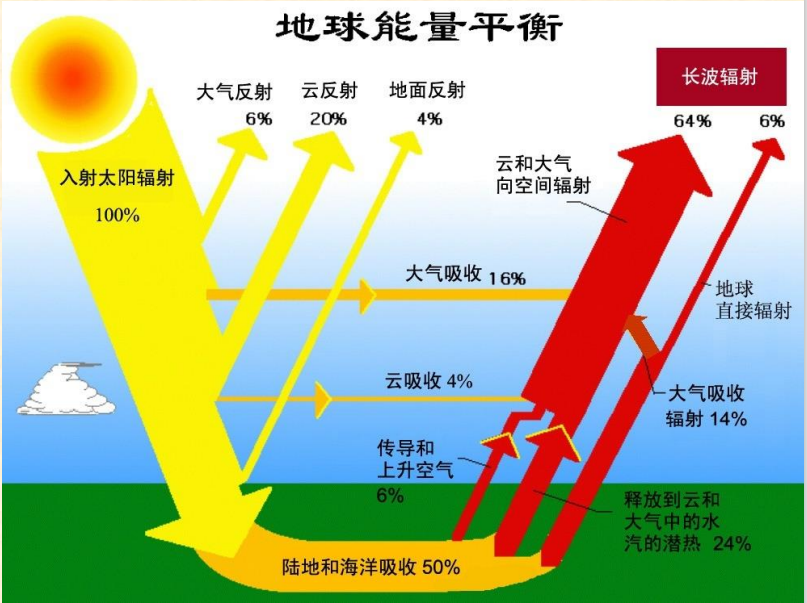 地球能量平衡
大气反射
6%
云反射
20%
地面反射
4%
长波辐射
64%
6%
入射太阳辐射
100%
云和大气
向空间辐射
大气吸收 16%
地球
直接辐射
云吸收 4%
大气吸收
辐射 14%
传导和
上升空气
6%
释放到云和
大气中的水
汽的潜热 24%
陆地和海洋吸收 50%